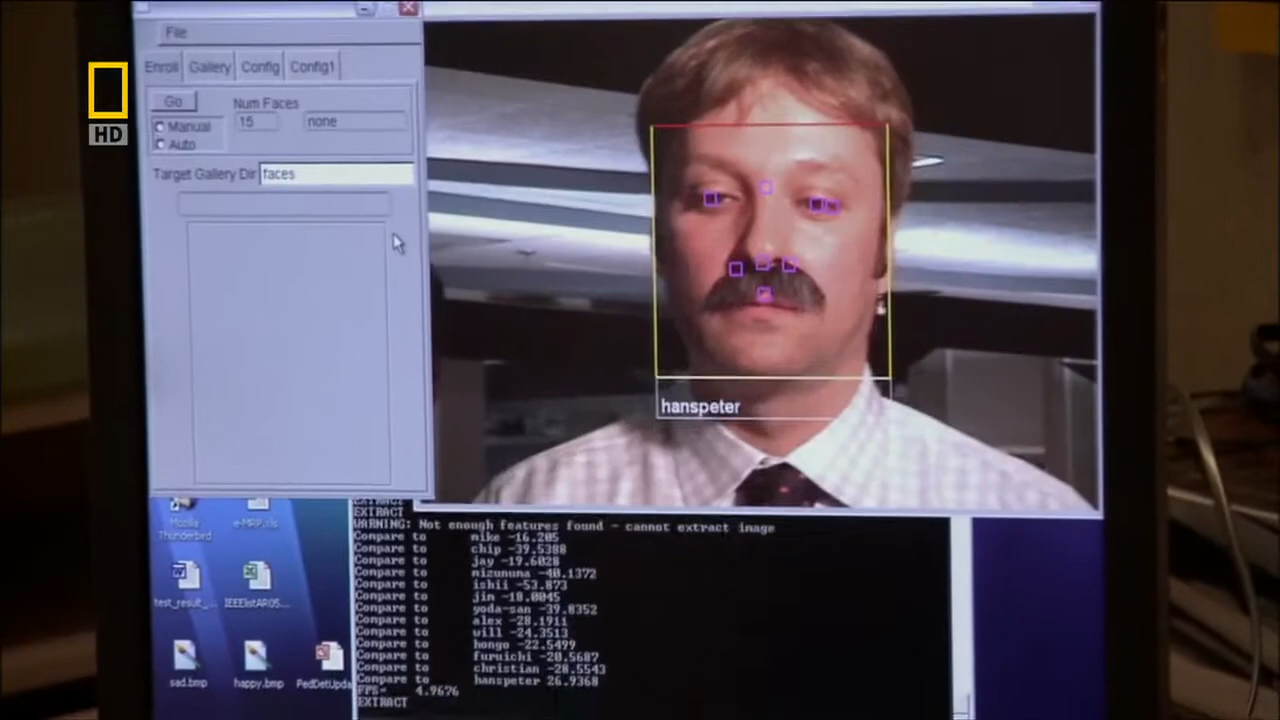 File
Enroll Gallery Config Config1
Go
Num Faces
Manual
15
none
Auto
Target Gallery Dir faces
HD
hanspeter
Mozilla Thunderbird
e-MRP.xls
test_result_...
IEEElistAROS...
sad.bmp
happy.bmp
PedDetUpda
EXTRACT
EXTRACT
WARNING: Not enough features found - cannot extract image
Compare to mike -16.205
Compare to chip -39.5388
Compare to jay -19.6028
Compare to mizunuma -40.1372
Compare to ishii -53.873
Compare to jin -18.0045
Compare to yoda-san -39.8352
Compare to alex -28.1911
Compare to will -24.3513
Compare to hongo -22.5499
Compare to furuichi -20.5687
Compare to christian -28.5543
Compare to hanspeter 26.9368
FPS= 4.9676
EXTRACT